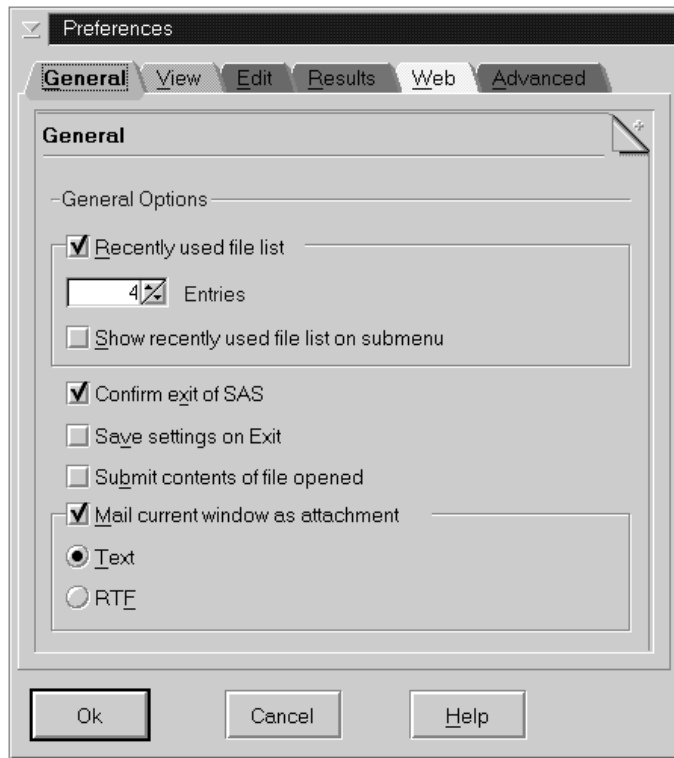 Preferences
General View Edit Results Web Advanced
General
General Options
Recently used file list
4 Entries
Show recently used file list on submenu
Confirm exit of SAS
Save settings on Exit
Submit contents of file opened
Mail current window as attachment
Text
RTF
Ok Cancel Help